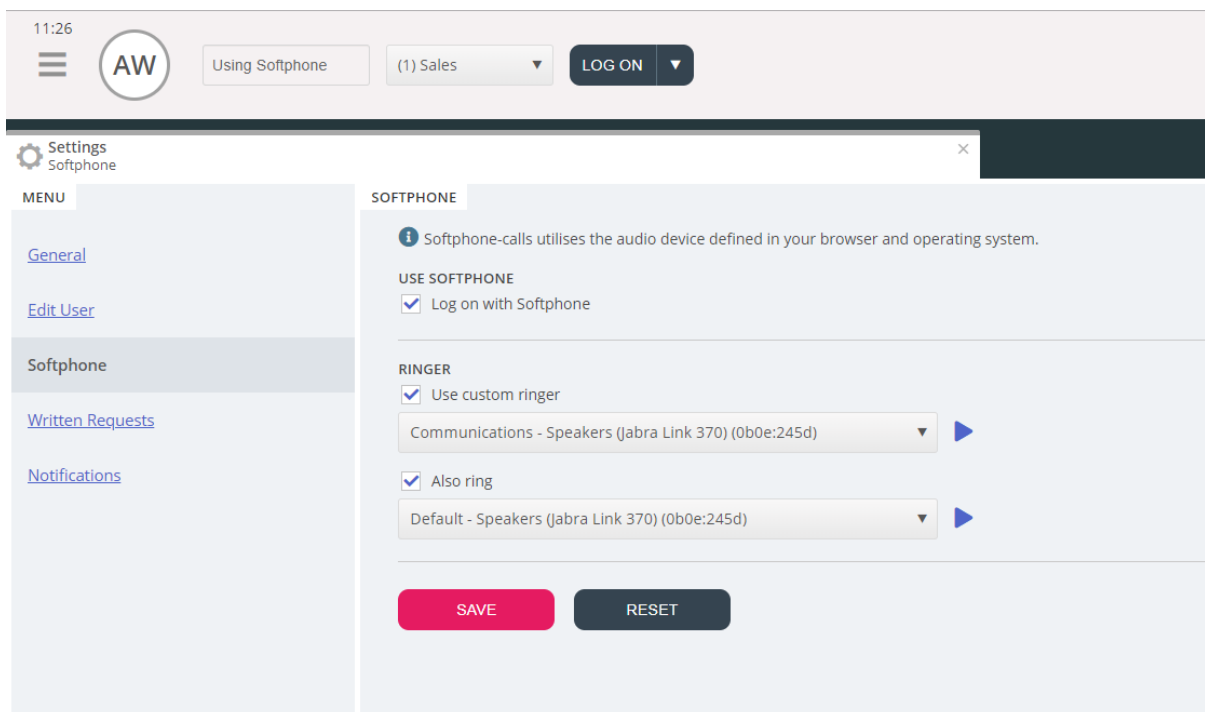 11:26
AW
Using Softphone
(1) Sales
LOG ON
Settings
Softphone
MENU
General
Edit User
Softphone
Written Requests
Notifications
SOFTPHONE
Softphone-calls utilises the audio device defined in your browser and operating system.
USE SOFTPHONE
Log on with Softphone
RINGER
Use custom ringer
Communications - Speakers (Jabra Link 370) (0b0e:245d)
Also ring
Default - Speakers (Jabra Link 370) (0b0e:245d)
SAVE
RESET